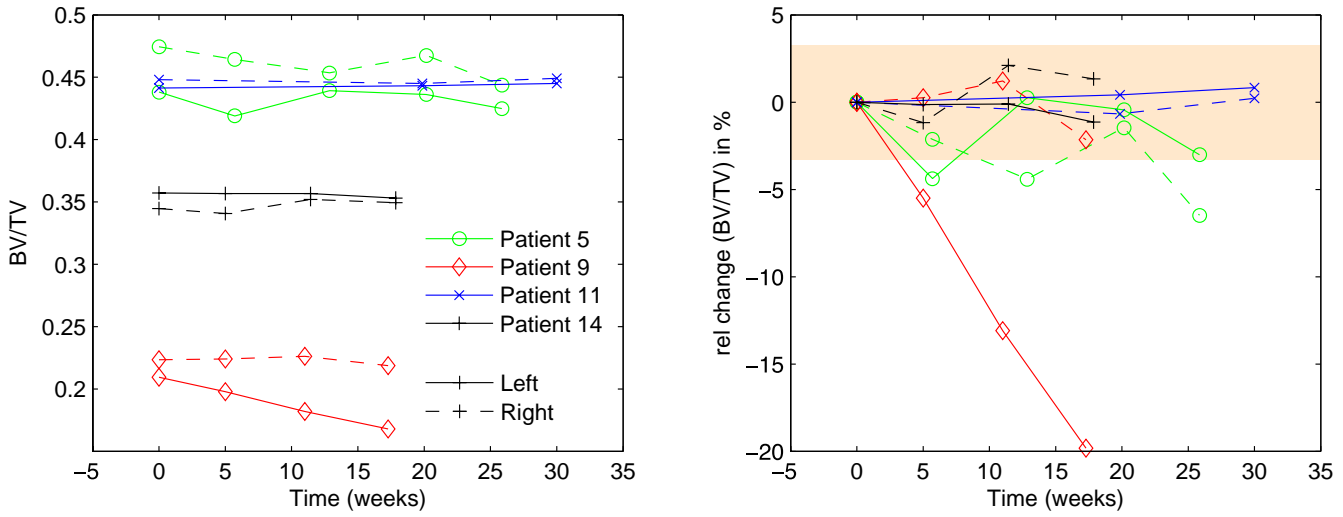 0.5
0.45
0.4
0.35
0.3
0.25
0.2
BV/TV
−5 0 5 10 15 20 25 30 35
Time (weeks)
Patient 5
Patient 9
Patient 11
Patient 14
Left
Right
5
0
−5
−10
−15
−20
rel change (BV/TV) in %
−5 0 5 10 15 20 25 30 35
Time (weeks)